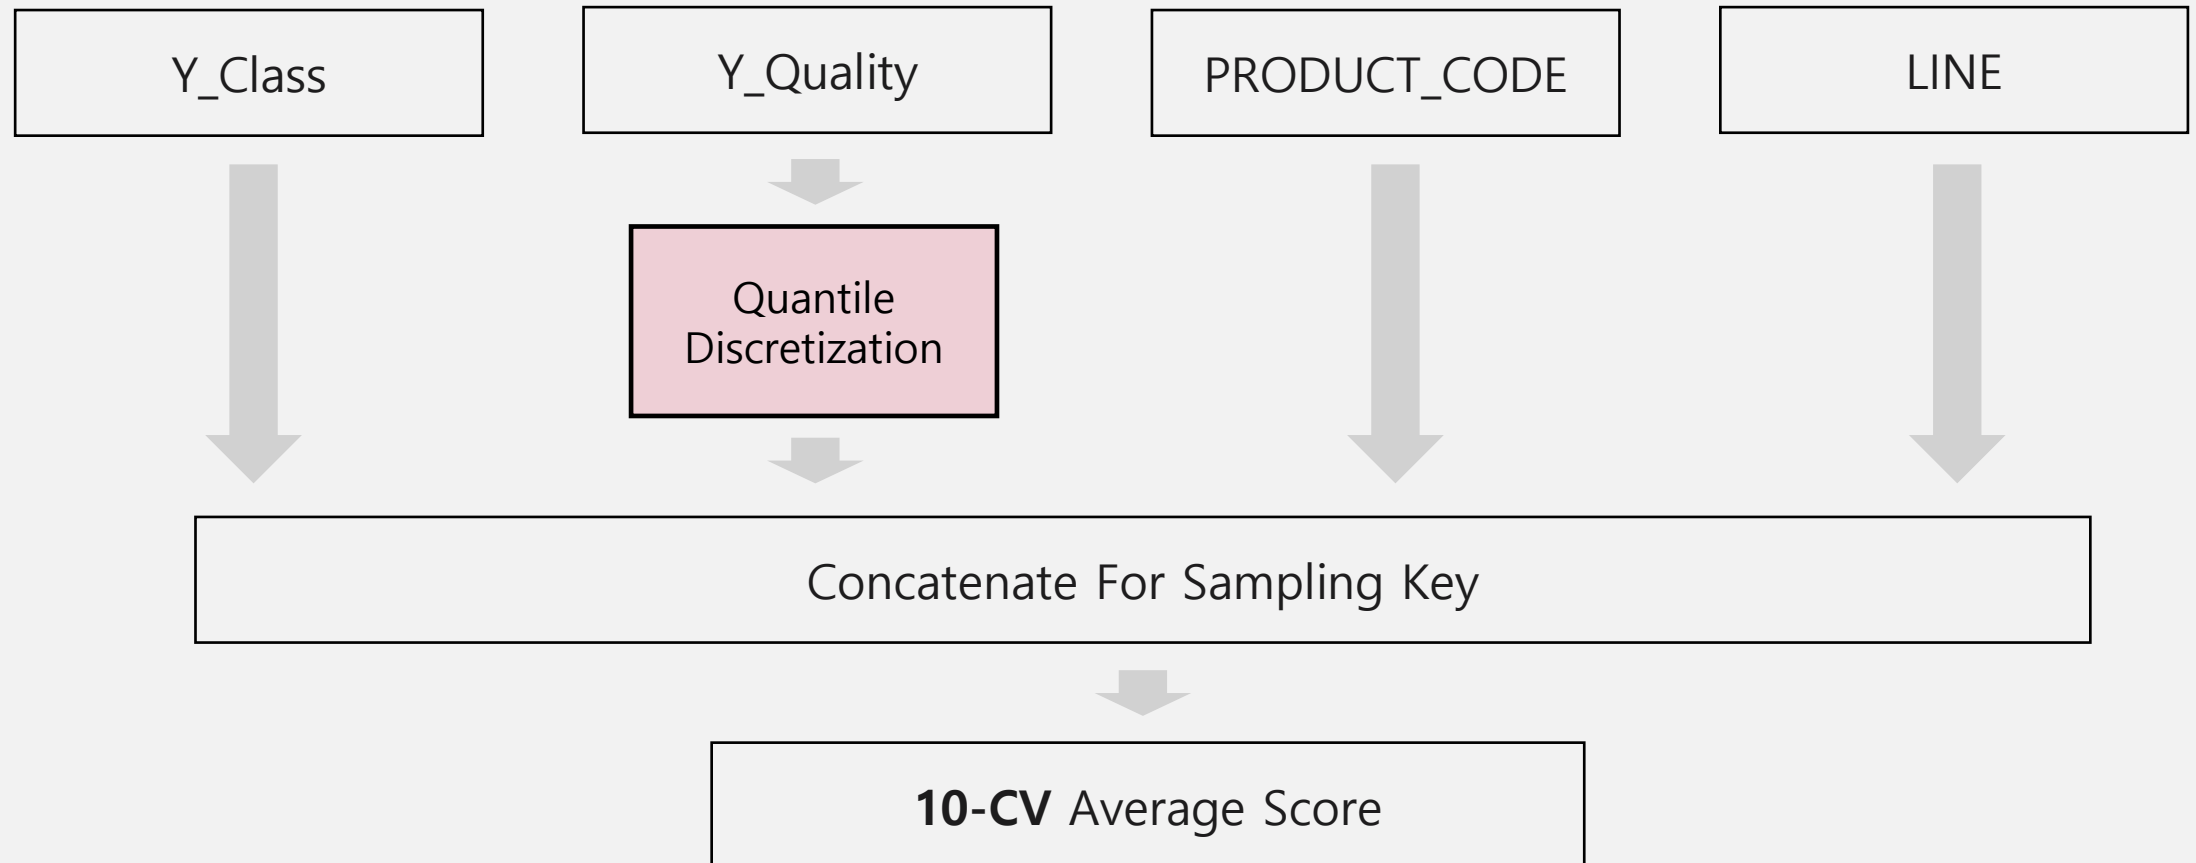 Y_Class
Y_Quality
PRODUCT_CODE
LINE
Quantile
Discretization
Concatenate For Sampling Key
10-CV Average Score